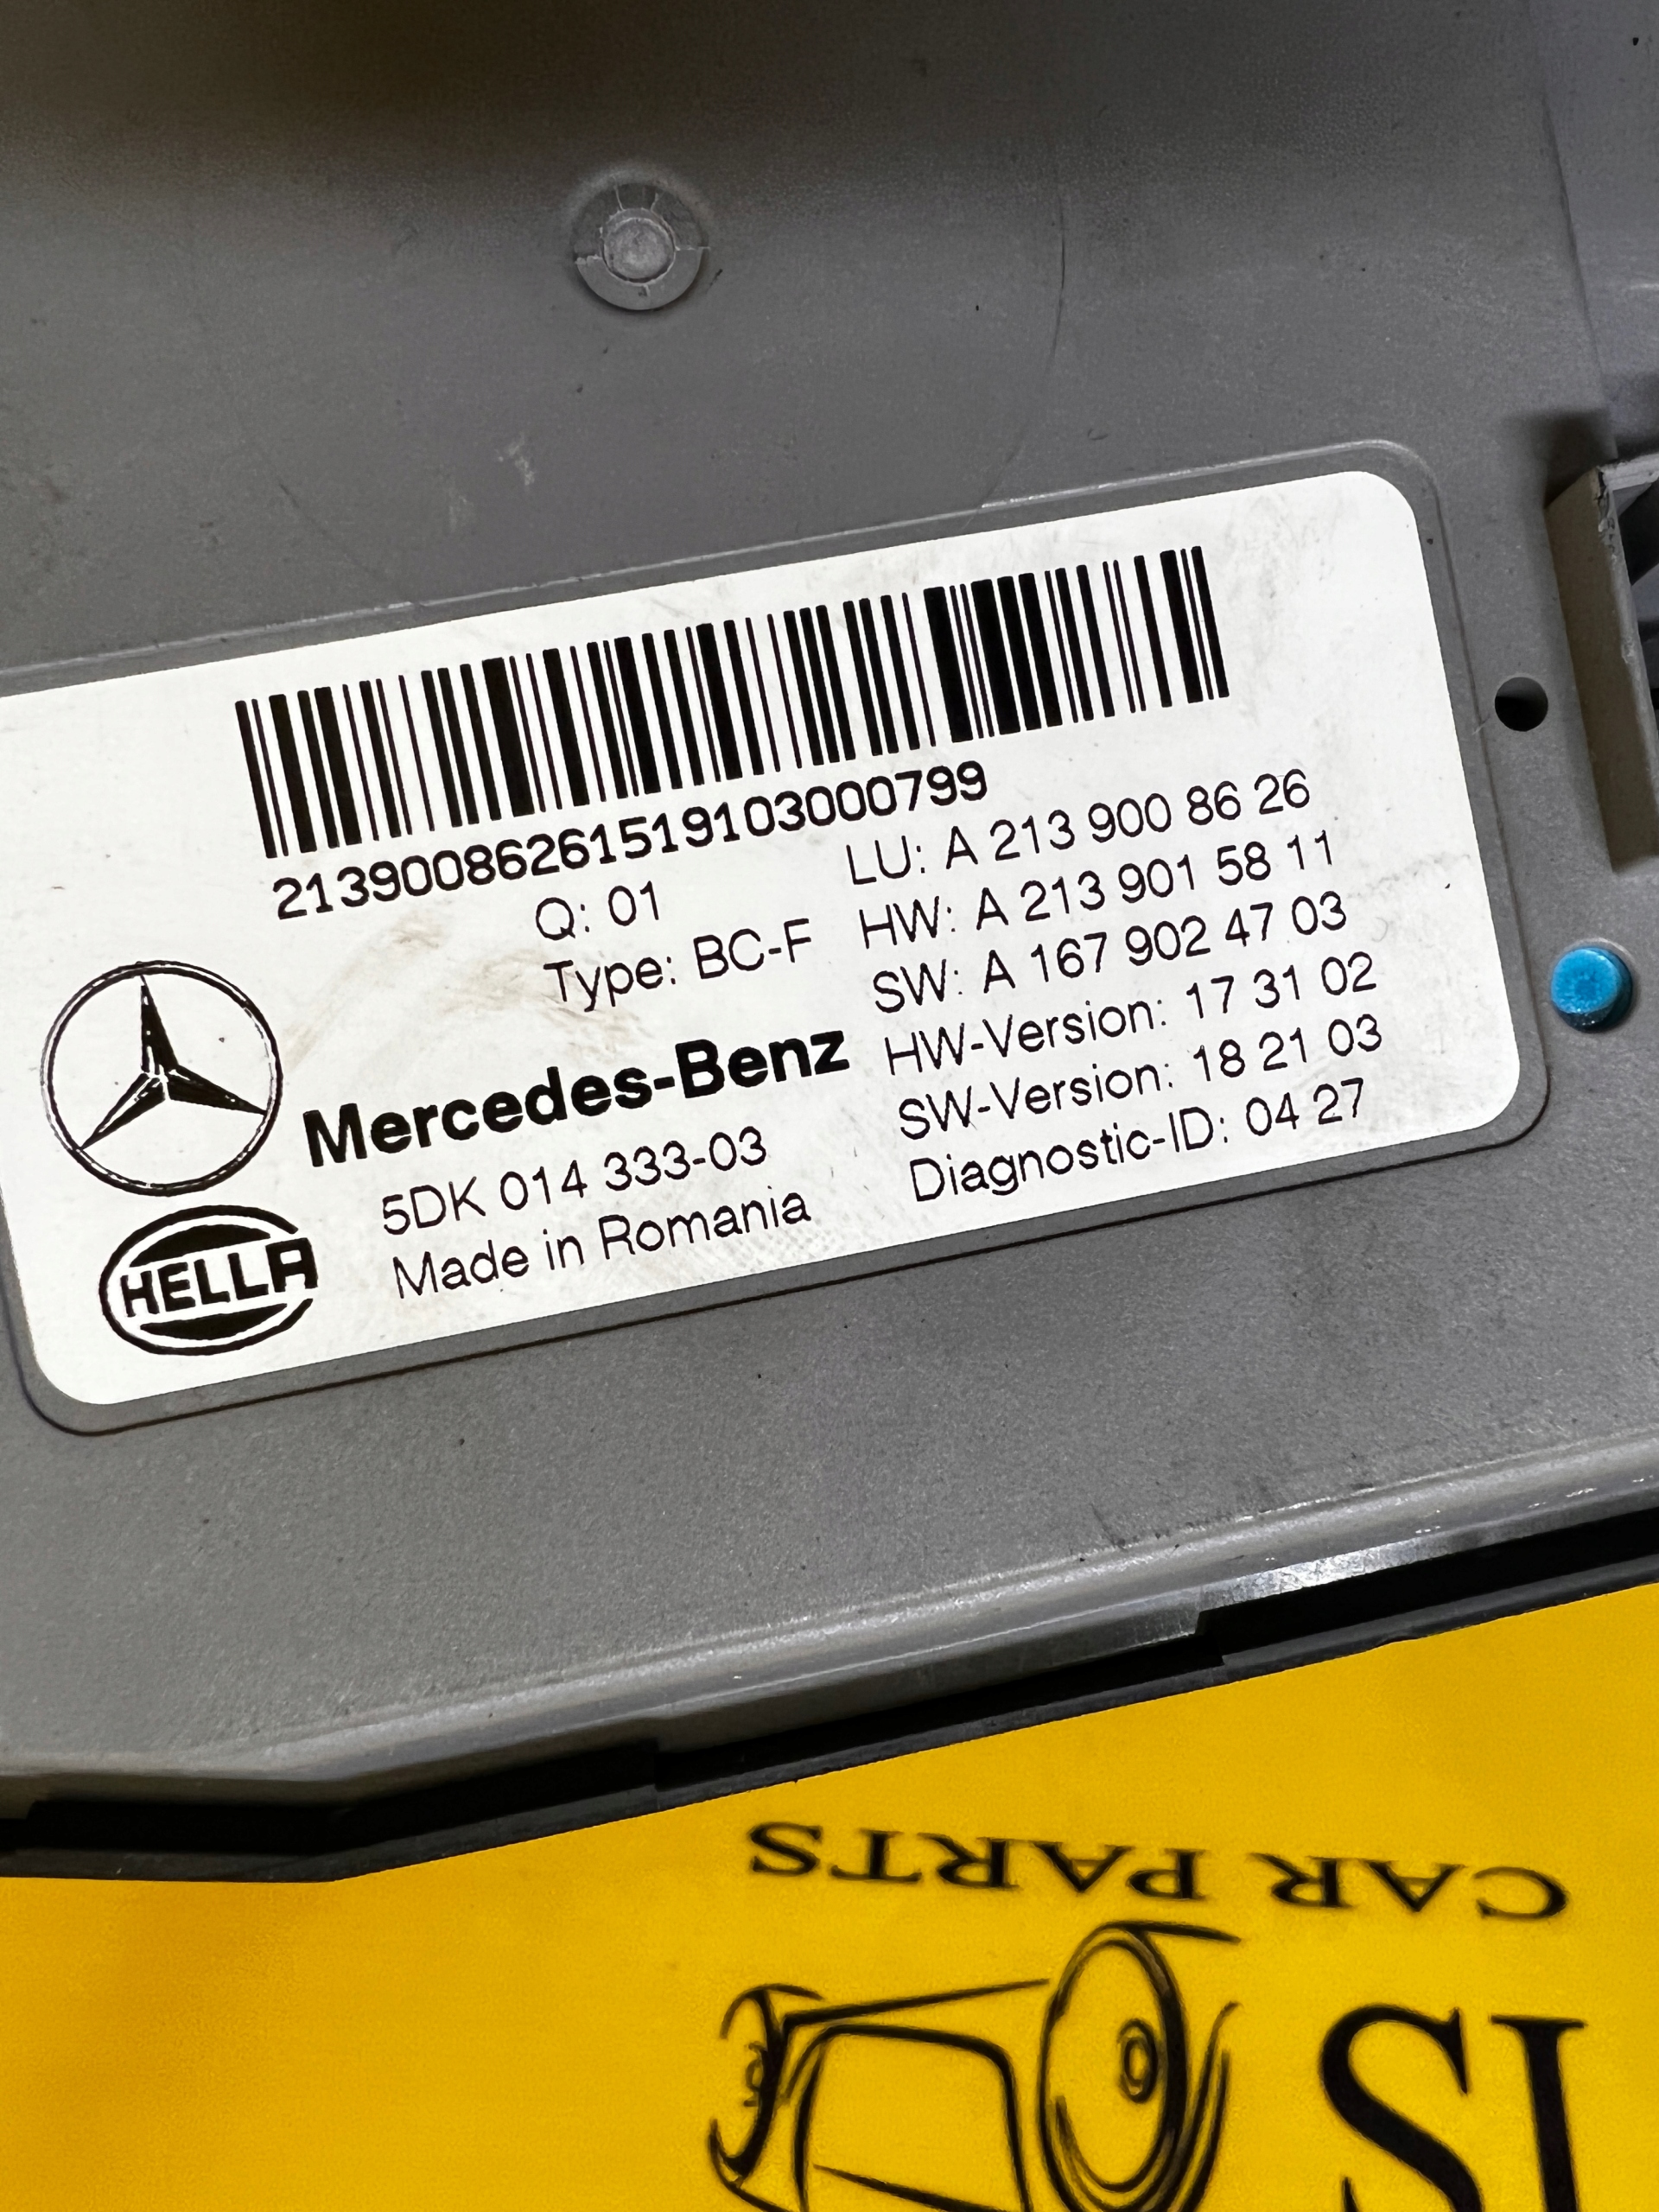 213900862615191030000799
Q: 01
Type: BC-F
LU: A 213 900 86 26
HW: A 213 901 58 11
SW: A 167 902 47 03
HW-Version: 17 31 02
SW-Version: 18 21 03
Diagnostic-ID: 04 27
Mercedes-Benz
5DK 014 333-03
Made in Romania
HELLA
CAR PARTS
IS